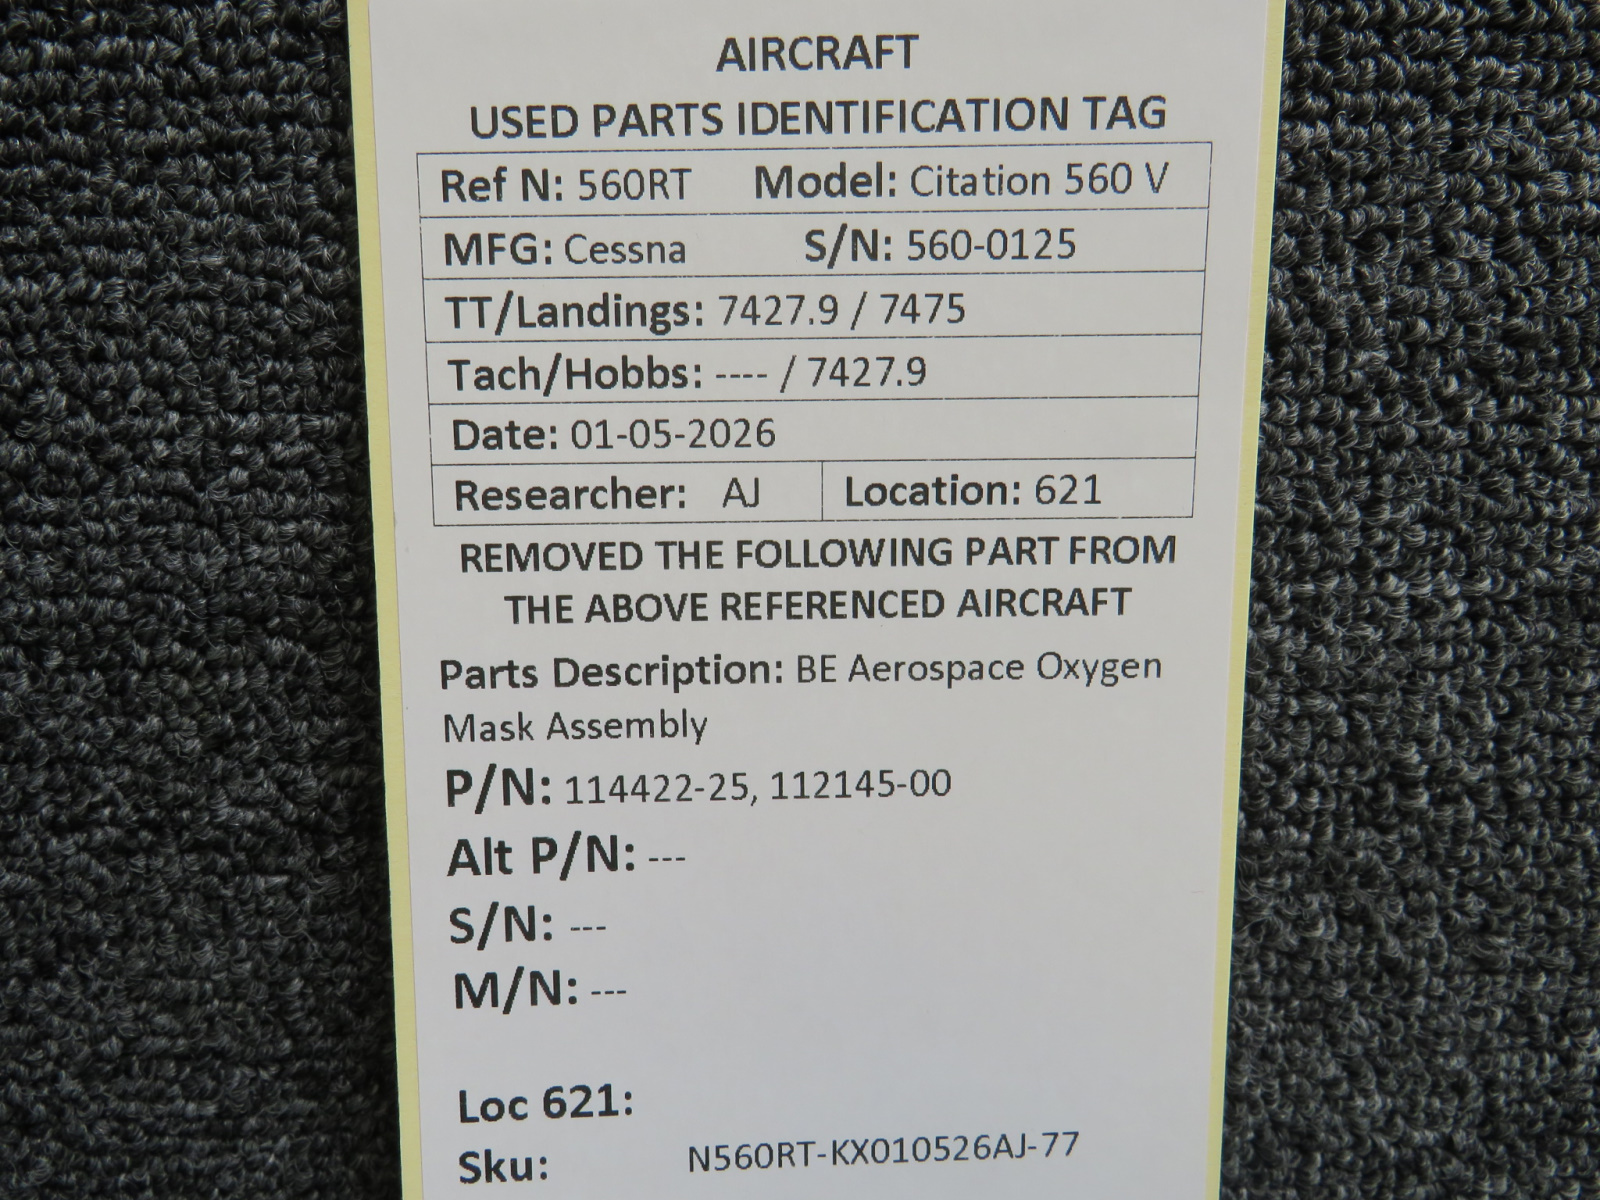 AIRCRAFT
USED PARTS IDENTIFICATION TAG
Ref N: 560RT Model: Citation 560 V
MFG: Cessna S/N: 560-0125
TT/Landings: 7427.9 / 7475
Tach/Hobbs: ---- / 7427.9
Date: 01-05-2026
Researcher: AJ Location: 621
REMOVED THE FOLLOWING PART FROM
THE ABOVE REFERENCED AIRCRAFT
Parts Description: BE Aerospace Oxygen
Mask Assembly
P/N: 114422-25, 112145-00
Alt P/N: ---
S/N: ---
M/N: ---
Loc 621:
Sku: N560RT-KX010526AJ-77